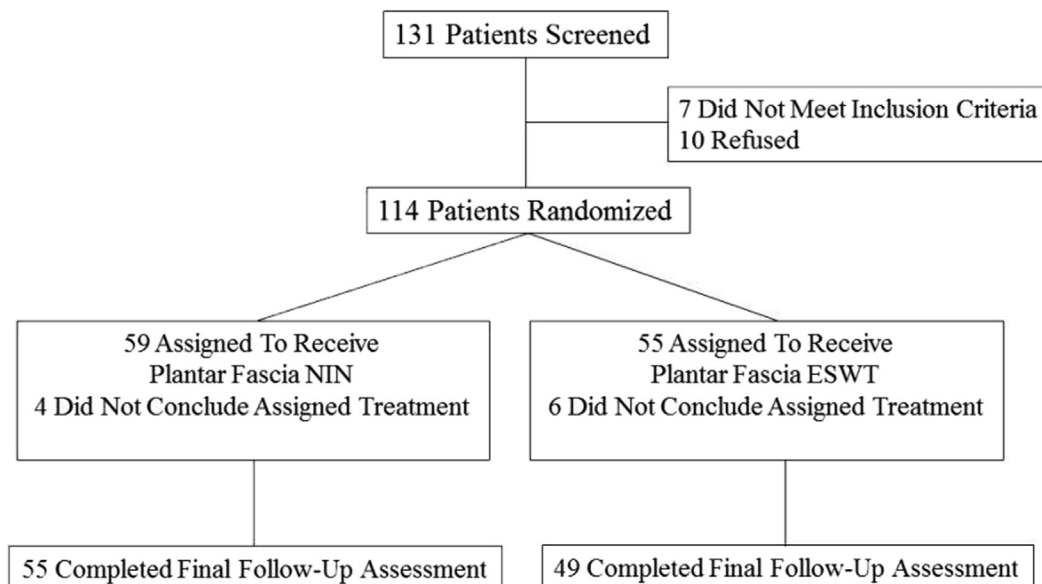 131 Patients Screened
7 Did Not Meet Inclusion Criteria
10 Refused
114 Patients Randomized
59 Assigned To Receive
Plantar Fascia NIN
4 Did Not Conclude Assigned Treatment
55 Assigned To Receive
Plantar Fascia ESWT
6 Did Not Conclude Assigned Treatment
55 Completed Final Follow-Up Assessment
49 Completed Final Follow-Up Assessment